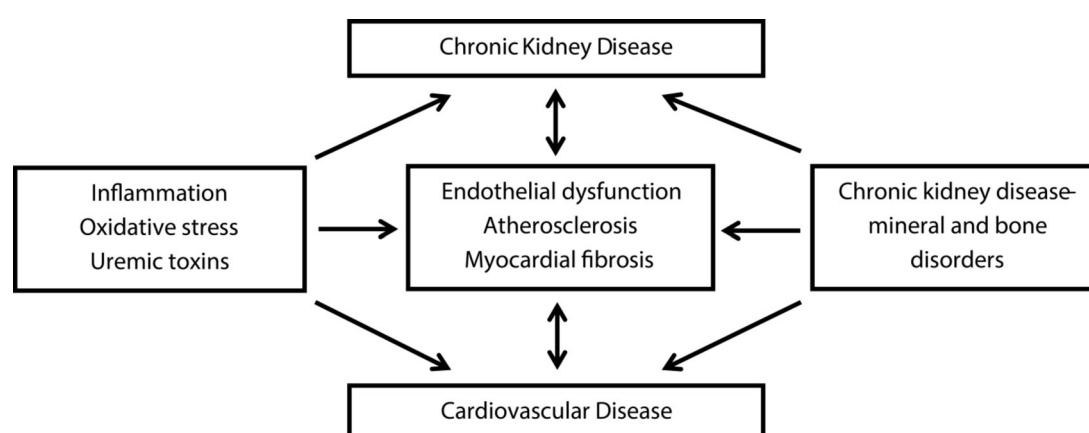 Chronic Kidney Disease
Inflammation
Oxidative stress
Uremic toxins
Endothelial dysfunction
Atherosclerosis
Myocardial fibrosis
Chronic kidney disease-
mineral and bone
disorders
Cardiovascular Disease